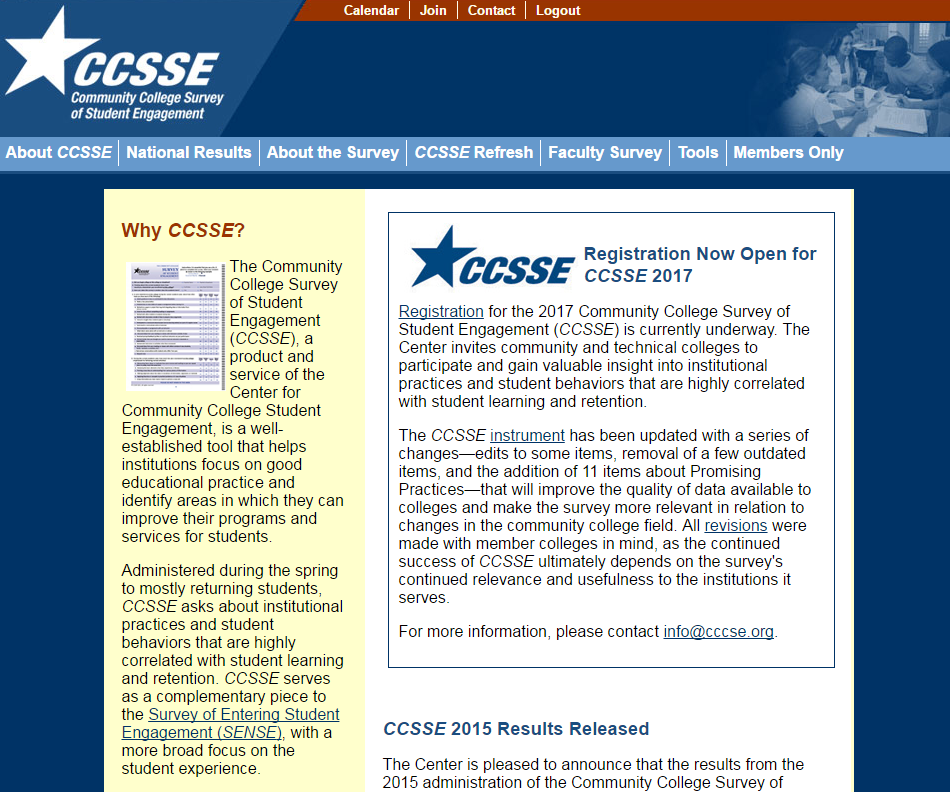 Calendar Join Contact Logout
CCSSE
Community College Survey
of Student Engagement
About CCSSE National Results About the Survey CCSSE Refresh Faculty Survey Tools Members Only
Why CCSSE?
The Community
College Survey
of Student
Engagement
(CCSSE), a
product and
service of the
Center for
Community College Student
Engagement, is a well-
established tool that helps
institutions focus on good
educational practice and
identify areas in which they can
improve their programs and
services for students.
Administered during the spring
to mostly returning students,
CCSSE asks about institutional
practices and student
behaviors that are highly
correlated with student learning
and retention. CCSSE serves
as a complementary piece to
the Survey of Entering Student
Engagement (SENSE), with a
more broad focus on the
student experience.
CCSSE
Registration Now Open for
CCSSE 2017
Registration for the 2017 Community College Survey of
Student Engagement (CCSSE) is currently underway. The
Center invites community and technical colleges to
participate and gain valuable insight into institutional
practices and student behaviors that are highly correlated
with student learning and retention.
The CCSSE instrument has been updated with a series of
changes—edits to some items, removal of a few outdated
items, and the addition of 11 items about Promising
Practices—that will improve the quality of data available to
colleges and make the survey more relevant in relation to
changes in the community college field. All revisions were
made with member colleges in mind, as the continued
success of CCSSE ultimately depends on the survey's
continued relevance and usefulness to the institutions it
serves.
For more information, please contact info@cccse.org.
CCSSE 2015 Results Released
The Center is pleased to announce that the results from the
2015 administration of the Community College Survey of